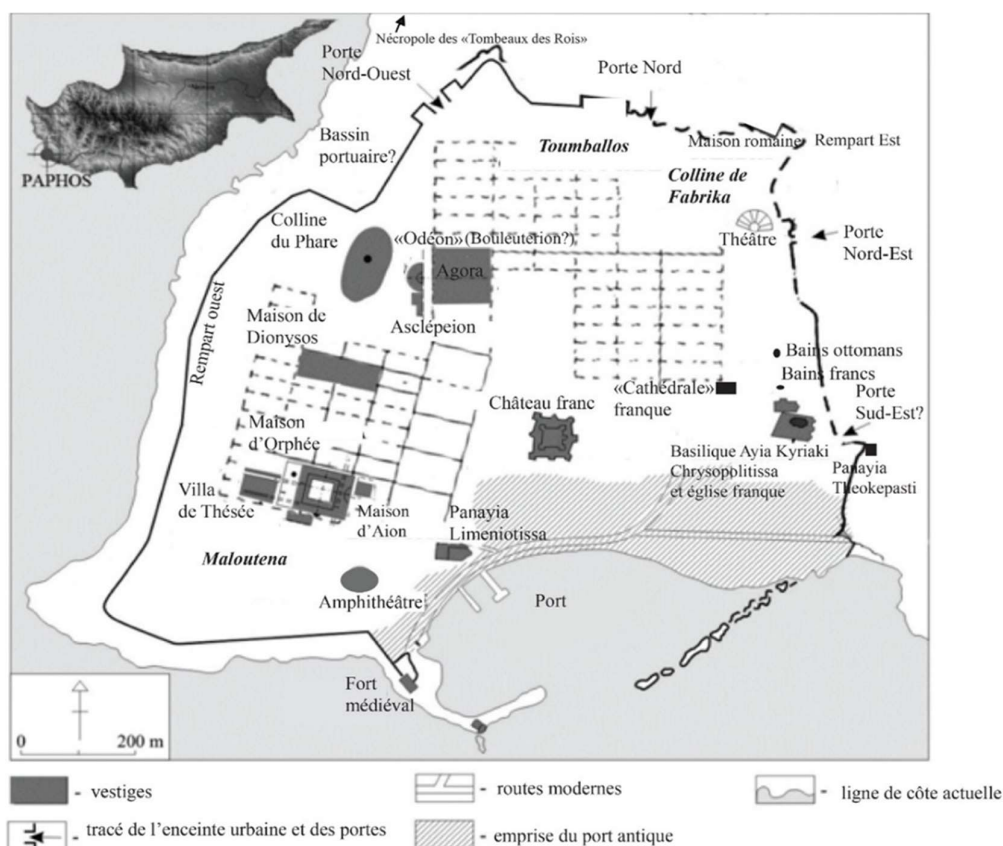 Nécropole des «Tombeaux des Rois»
Porte
Nord-Ouest
Porte Nord
Bassin
portuaire?
Toumballos
Maison romaine
Rempart Est
PAPHOS
Colline de
Fabrika
Colline
du Phare
«Odéon» (Bouleuterion?)
Théâtre
Porte
Nord-Est
Agora
Rempart ouest
Maison de
Dionysos
Asclépeion
Bains ottomans
Bains francs
«Cathédrale»
franque
Château franc
Porte
Sud-Est?
Maison
d'Orphée
Basilique Ayia Kyriaki
Chrysopolitissa
et église franque
Panayia
Theokepasti
Villa
de Thésée
Maison
d'Aion
Panayia
Limeniotissa
Maloutena
Amphithéâtre
Port
Fort
médiéval
0 200 m
- vestiges
- routes modernes
- ligne de côte actuelle
- tracé de l'enceinte urbaine et des portes
- emprise du port antique